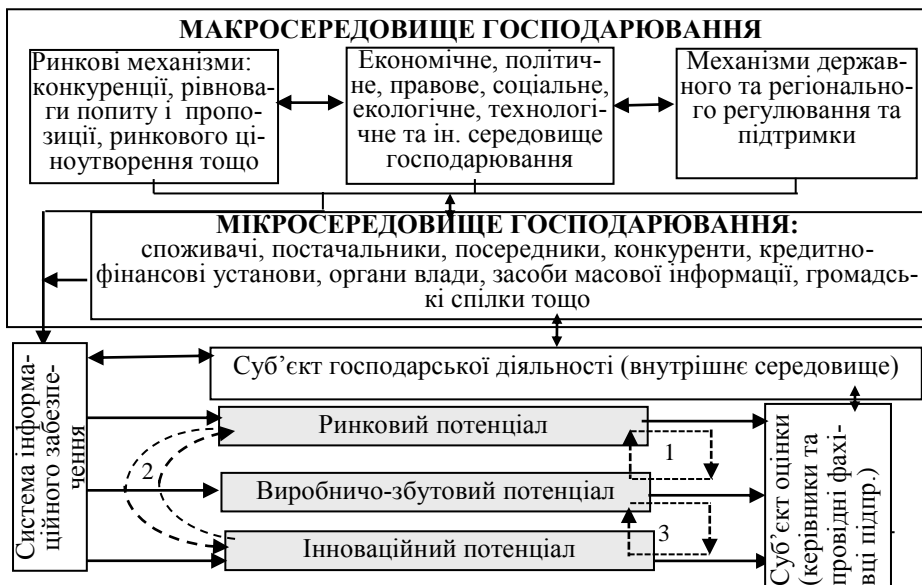 МАКРОСЕРЕДОВИЩЕ ГОСПОДАРЮВАННЯ
Ринкові механізми:
конкуренції, рівнова-
ги попиту і пропо-
зиції, ринкового ці-
ноутворення тощо
Економічне, політич-
не, правове, соціальне,
екологічне, технологі-
чне та ін. середовище
господарювання
Механізми держав-
ного та регіонально-
го регулювання та
підтримки
МІКРОСЕРЕДОВИЩЕ ГОСПОДАРЮВАННЯ:
споживачі, постачальники, посередники, конкуренти, кредитно-
фінансові установи, органи влади, засоби масової інформації, громадсь-
кі спілки тощо
Система інформа-
ційного забезпе-
чення
Суб’єкт господарської діяльності (внутрішнє середовище)
Ринковий потенціал
1
2
Виробничо-збутовий потенціал
Інноваційний потенціал
3
Суб’єкт оцінки
(керівники та
провідні фахі-
вці підпр.)